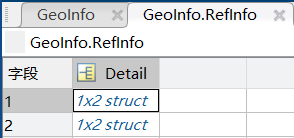 GeoInfo × GeoInfo.RefInfo ×
GeoInfo.RefInfo
字段 Detail
1 1x2 struct
2 1x2 struct